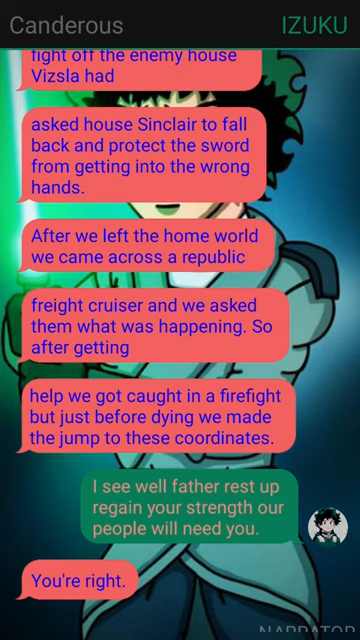 Canderous
IZUKU
fight off the enemy house
Vizsla had
asked house Sinclair to fall
back and protect the sword
from getting into the wrong
hands.
After we left the home world
we came across a republic
freight cruiser and we asked
them what was happening. So
after getting
help we got caught in a firefight
but just before dying we made
the jump to these coordinates.
I see well father rest up
regain your strength our
people will need you.
You're right.
NARRATOR